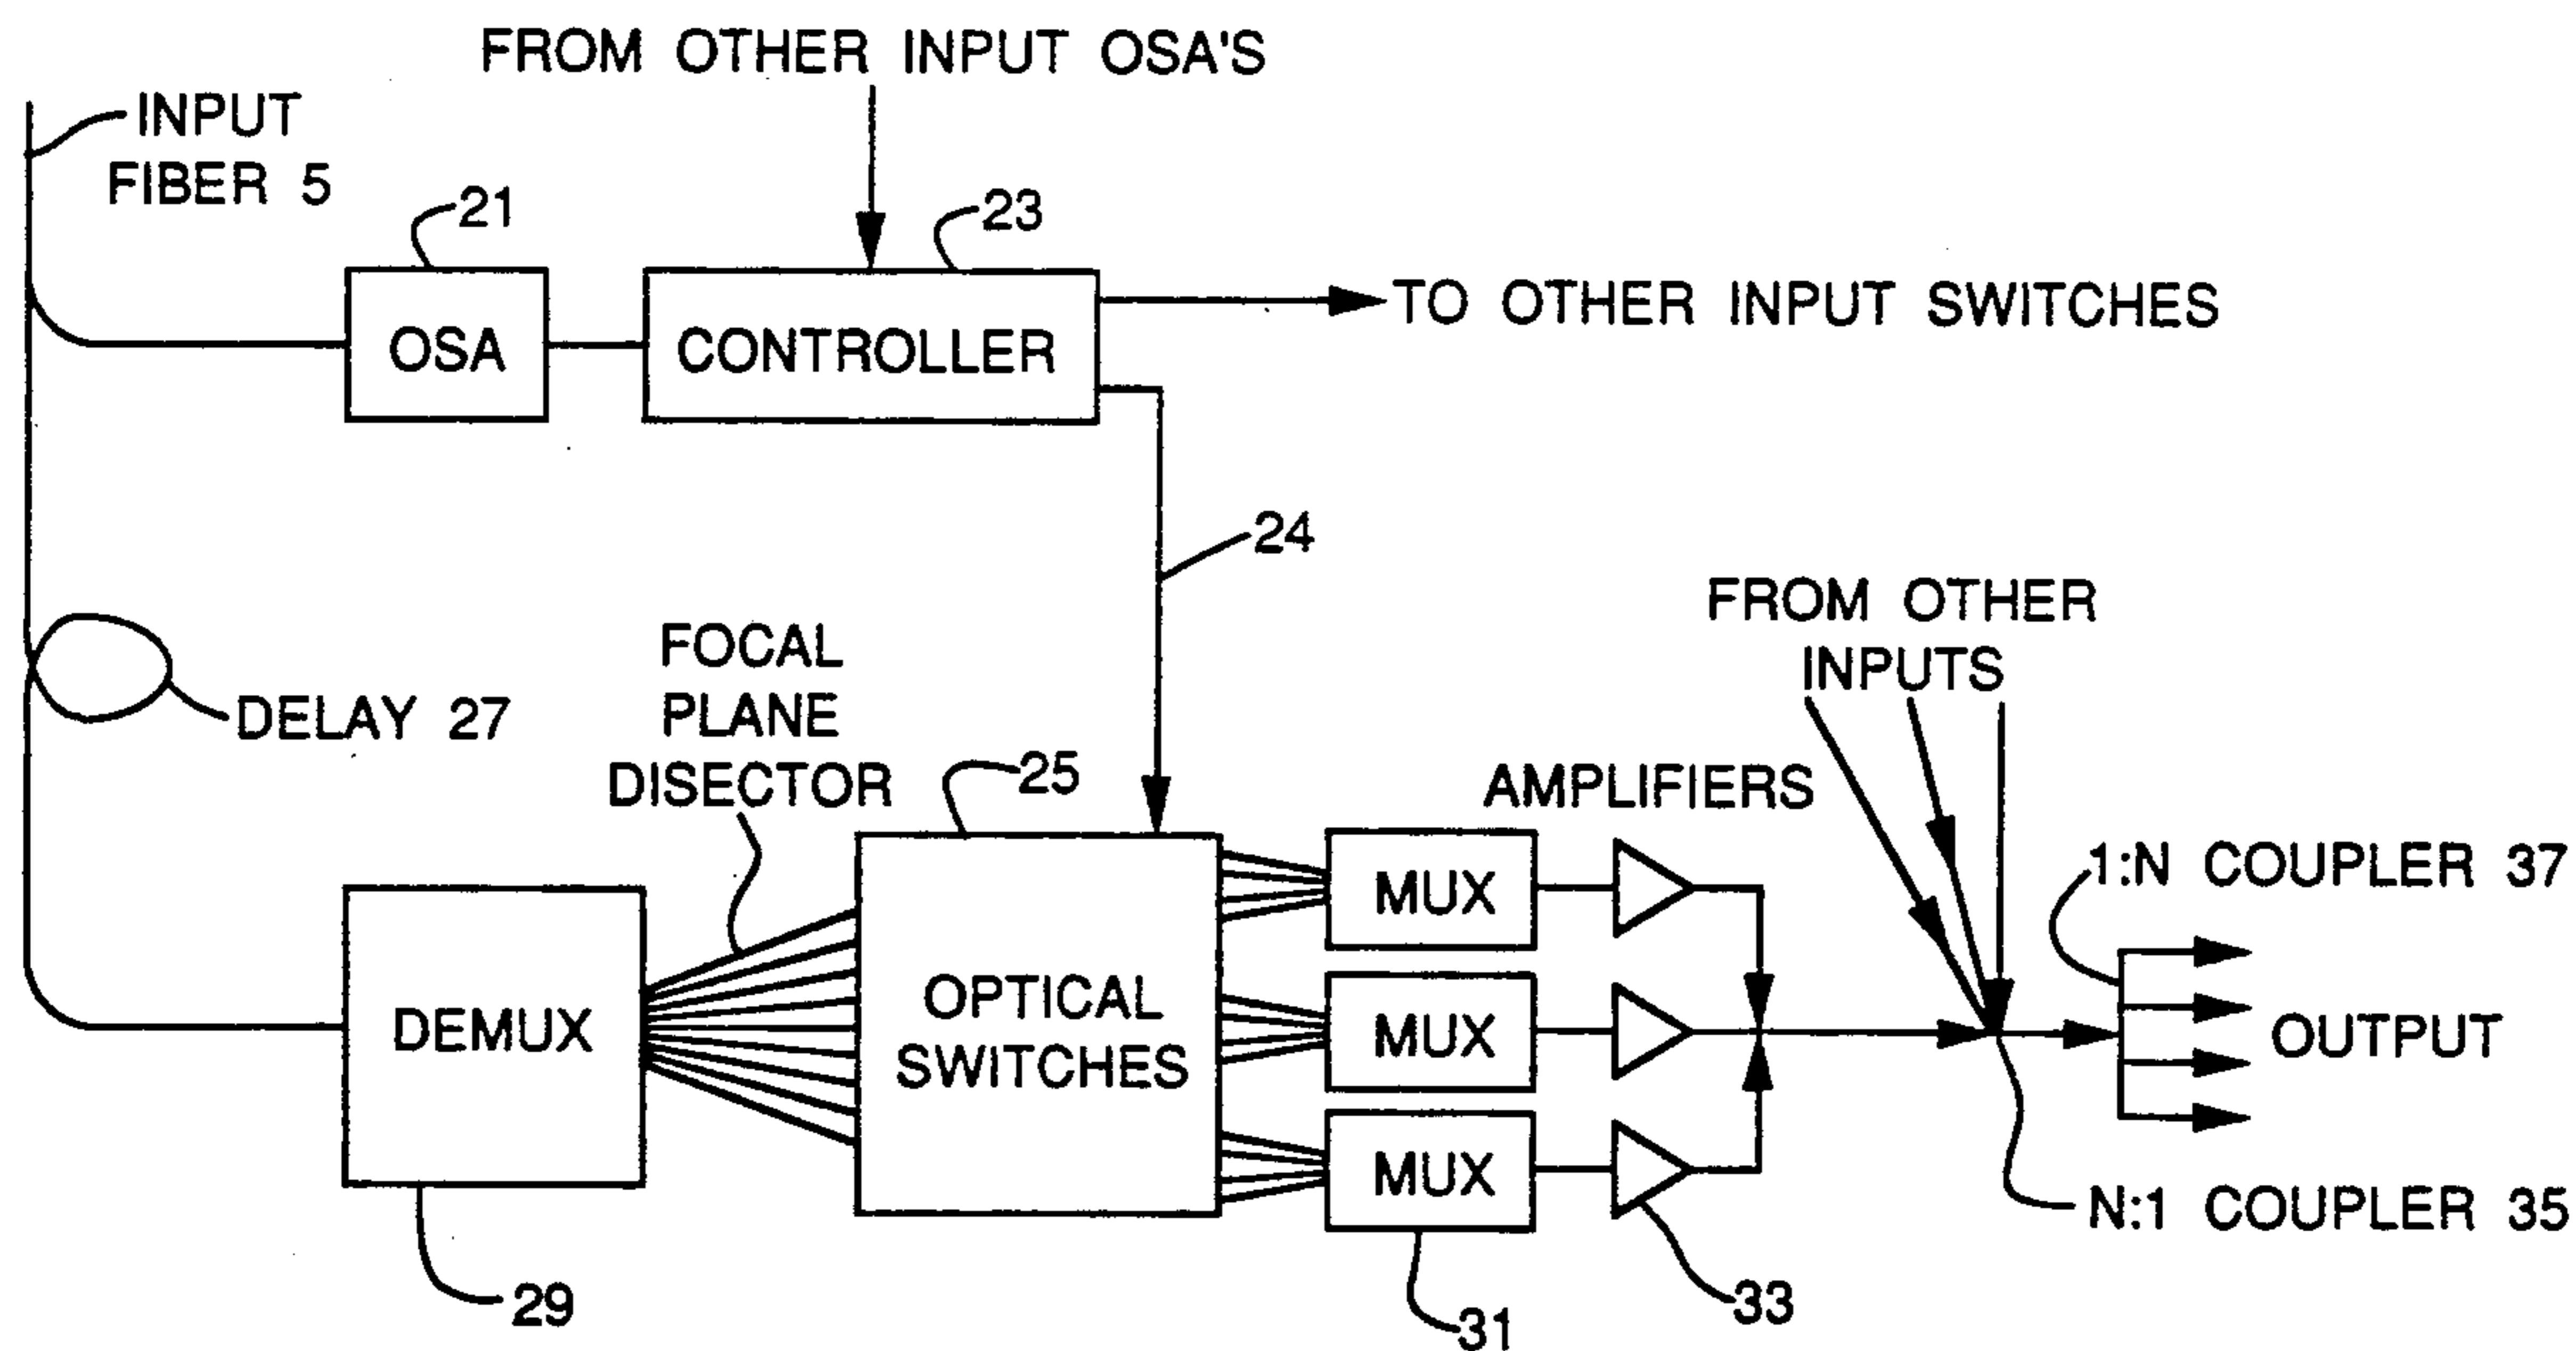 FROM OTHER INPUT OSA'S
INPUT
FIBER 5
21
23
OSA
CONTROLLER
TO OTHER INPUT SWITCHES
24
DELAY 27
FOCAL
PLANE
DISECTOR
25
FROM OTHER
INPUTS
AMPLIFIERS
DEMUX
OPTICAL
SWITCHES
MUX
MUX
MUX
1:N COUPLER 37
OUTPUT
N:1 COUPLER 35
29
31
33